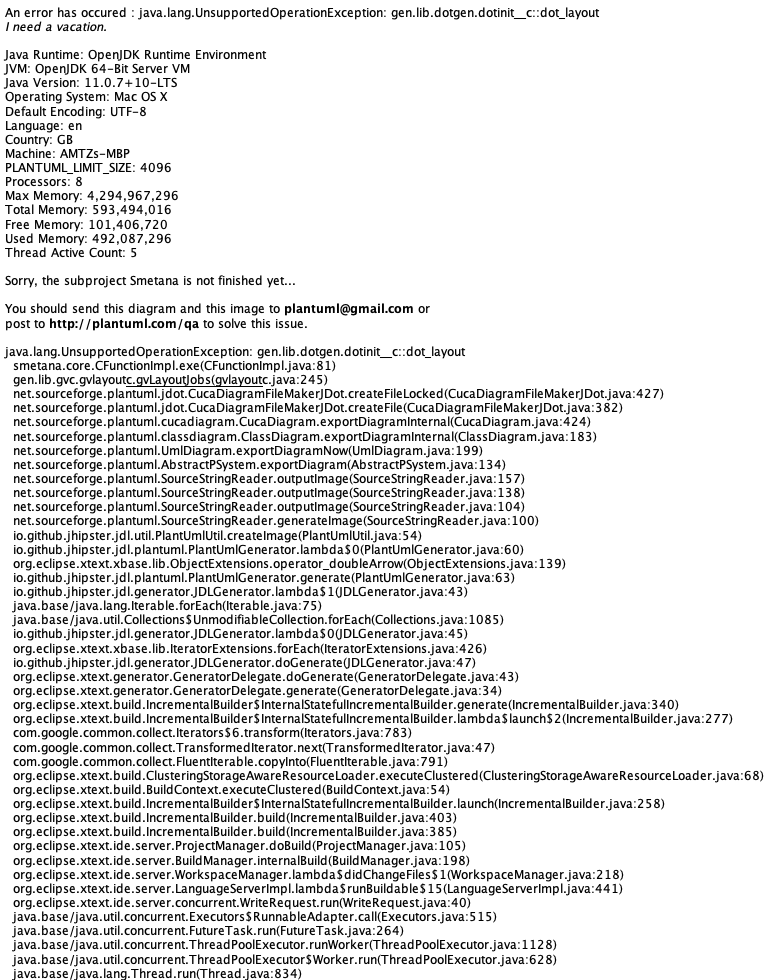 An error has occured : java.lang.UnsupportedOperationException: gen.lib.dotgen.dotinit__c::dot_layout
I need a vacation.
Java Runtime: OpenJDK Runtime Environment
JVM: OpenJDK 64-Bit Server VM
Java Version: 11.0.7+10-LTS
Operating System: Mac OS X
Default Encoding: UTF-8
Language: en
Country: GB
Machine: AMTZs-MBP
PLANTUML_LIMIT_SIZE: 4096
Processors: 8
Max Memory: 4,294,967,296
Total Memory: 593,494,016
Free Memory: 101,406,720
Used Memory: 492,087,296
Thread Active Count: 5
Sorry, the subproject Smetana is not finished yet...
You should send this diagram and this image to plantuml@gmail.com or
post to http://plantuml.com/qa to solve this issue.
java.lang.UnsupportedOperationException: gen.lib.dotgen.dotinit__c::dot_layout
smetana.core.CFunctionImpl.exe(CFunctionImpl.java:81)
gen.lib.gvc.gvlayoutc.gvLayoutJobs(gvlayoutc.java:245)
net.sourceforge.plantuml.jdot.CucaDiagramFileMakerJDot.createFileLocked(CucaDiagramFileMakerJDot.java:427)
net.sourceforge.plantuml.jdot.CucaDiagramFileMakerJDot.createFile(CucaDiagramFileMakerJDot.java:382)
net.sourceforge.plantuml.cucadiagram.CucaDiagram.exportDiagramInternal(CucaDiagram.java:424)
net.sourceforge.plantuml.classdiagram.ClassDiagram.exportDiagramInternal(ClassDiagram.java:183)
net.sourceforge.plantuml.UmlDiagram.exportDiagramNow(UmlDiagram.java:199)
net.sourceforge.plantuml.AbstractPSystem.exportDiagram(AbstractPSystem.java:134)
net.sourceforge.plantuml.SourceStringReader.outputImage(SourceStringReader.java:157)
net.sourceforge.plantuml.SourceStringReader.outputImage(SourceStringReader.java:138)
net.sourceforge.plantuml.SourceStringReader.outputImage(SourceStringReader.java:104)
net.sourceforge.plantuml.SourceStringReader.generateImage(SourceStringReader.java:100)
io.github.jhipster.jdl.util.PlantUmlUtil.createImage(PlantUmlUtil.java:54)
io.github.jhipster.jdl.plantuml.PlantUmlGenerator.lambda$0(PlantUmlGenerator.java:60)
org.eclipse.xtext.xbase.lib.ObjectExtensions.operator_doubleArrow(ObjectExtensions.java:139)
io.github.jhipster.jdl.plantuml.PlantUmlGenerator.generate(PlantUmlGenerator.java:63)
io.github.jhipster.jdl.generator.JDLGenerator.lambda$1(JDLGenerator.java:43)
java.base/java.lang.Iterable.forEach(Iterable.java:75)
java.base/java.util.Collections$UnmodifiableCollection.forEach(Collections.java:1085)
io.github.jhipster.jdl.generator.JDLGenerator.lambda$0(JDLGenerator.java:45)
org.eclipse.xtext.xbase.lib.IteratorExtensions.forEach(IteratorExtensions.java:426)
io.github.jhipster.jdl.generator.JDLGenerator.doGenerate(JDLGenerator.java:47)
org.eclipse.xtext.generator.GeneratorDelegate.doGenerate(GeneratorDelegate.java:43)
org.eclipse.xtext.generator.GeneratorDelegate.generate(GeneratorDelegate.java:34)
org.eclipse.xtext.build.IncrementalBuilder$InternalStatefulIncrementalBuilder.generate(IncrementalBuilder.java:340)
org.eclipse.xtext.build.IncrementalBuilder$InternalStatefulIncrementalBuilder.lambda$launch$2(IncrementalBuilder.java:277)
com.google.common.collect.Iterators$6.transform(Iterators.java:783)
com.google.common.collect.TransformedIterator.next(TransformedIterator.java:47)
com.google.common.collect.FluentIterable.copyInto(FluentIterable.java:791)
org.eclipse.xtext.build.ClusteringStorageAwareResourceLoader.executeClustered(ClusteringStorageAwareResourceLoader.java:68)
org.eclipse.xtext.build.BuildContext.executeClustered(BuildContext.java:54)
org.eclipse.xtext.build.IncrementalBuilder$InternalStatefulIncrementalBuilder.launch(IncrementalBuilder.java:258)
org.eclipse.xtext.build.IncrementalBuilder.build(IncrementalBuilder.java:403)
org.eclipse.xtext.build.IncrementalBuilder.build(IncrementalBuilder.java:385)
org.eclipse.xtext.ide.server.ProjectManager.doBuild(ProjectManager.java:105)
org.eclipse.xtext.ide.server.BuildManager.internalBuild(BuildManager.java:198)
org.eclipse.xtext.ide.server.WorkspaceManager.lambda$didChangeFiles$1(WorkspaceManager.java:218)
org.eclipse.xtext.ide.server.LanguageServerImpl.lambda$runBuildable$15(LanguageServerImpl.java:441)
org.eclipse.xtext.ide.server.concurrent.WriteRequest.run(WriteRequest.java:40)
java.base/java.util.concurrent.Executors$RunnableAdapter.call(Executors.java:515)
java.base/java.util.concurrent.FutureTask.run(FutureTask.java:264)
java.base/java.util.concurrent.ThreadPoolExecutor.runWorker(ThreadPoolExecutor.java:1128)
java.base/java.util.concurrent.ThreadPoolExecutor$Worker.run(ThreadPoolExecutor.java:628)
java.base/java.lang.Thread.run(Thread.java:834)